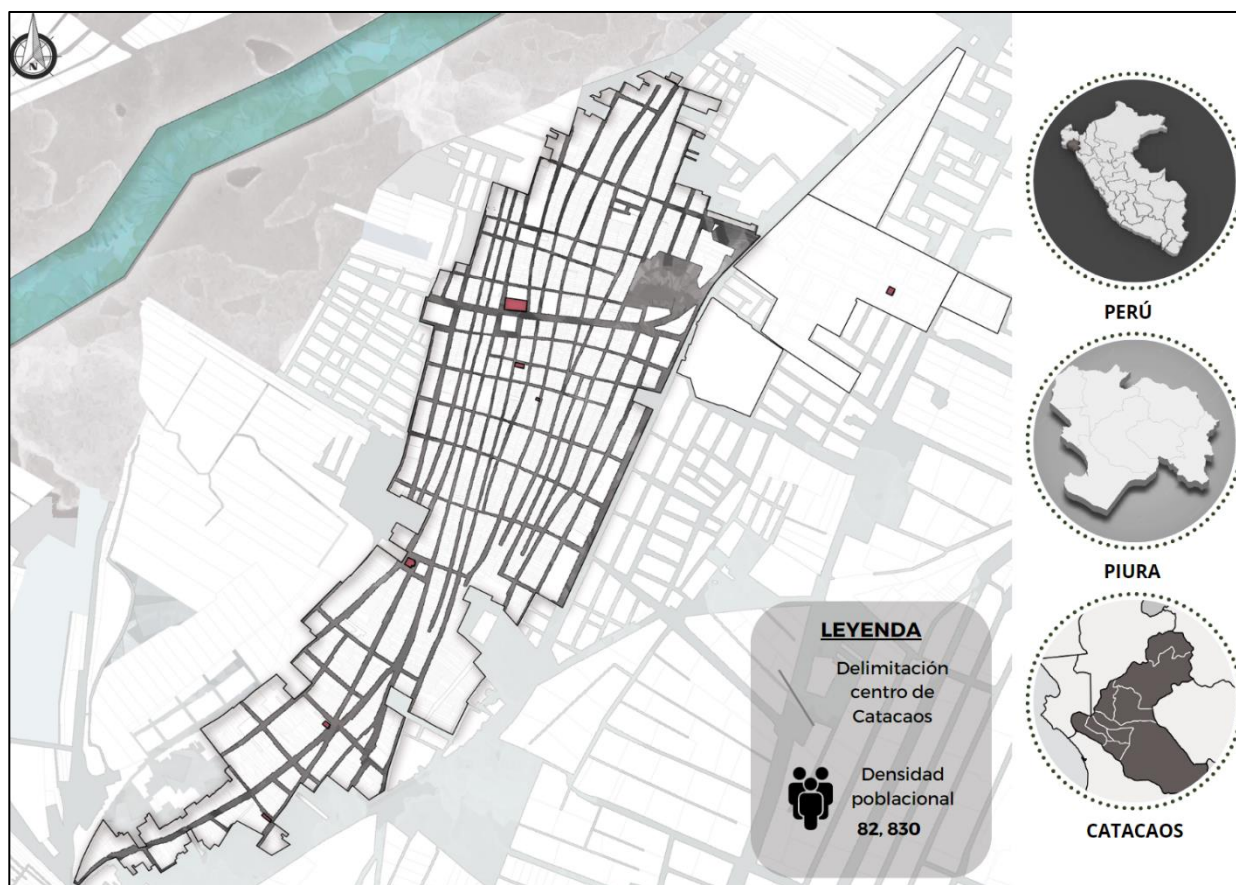 N
PERÚ
PIURA
CATACAOS
LEYENDA
Delimitación
centro de
Catacaos
Densidad
poblacional
82, 830